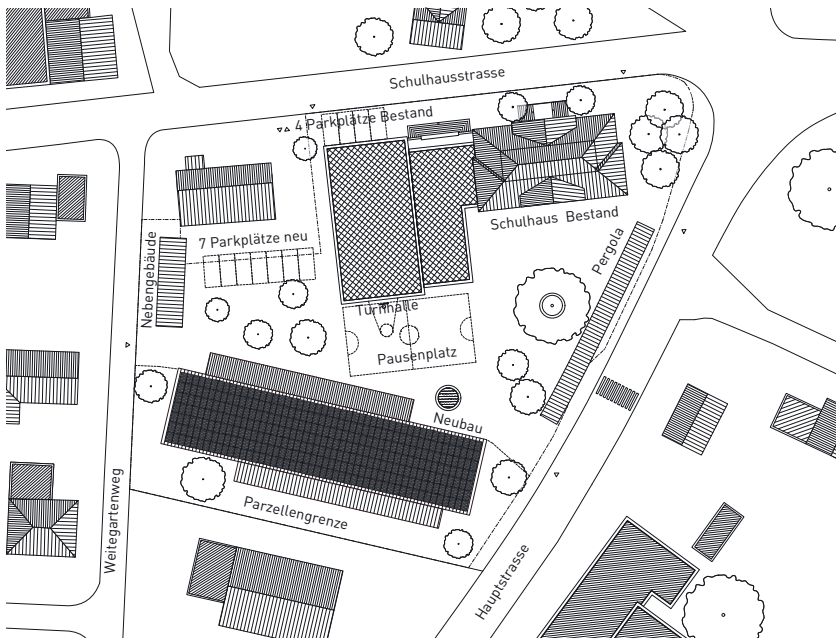 Schulhausstrasse
4 Parkplätze Bestand
Schulhaus Bestand
7 Parkplätze neu
Nebengebäude
Pergola
Turnhalle
Pausenplatz
Neubau
Parzellengrenze
Weitegartenweg
Hauptstrasse